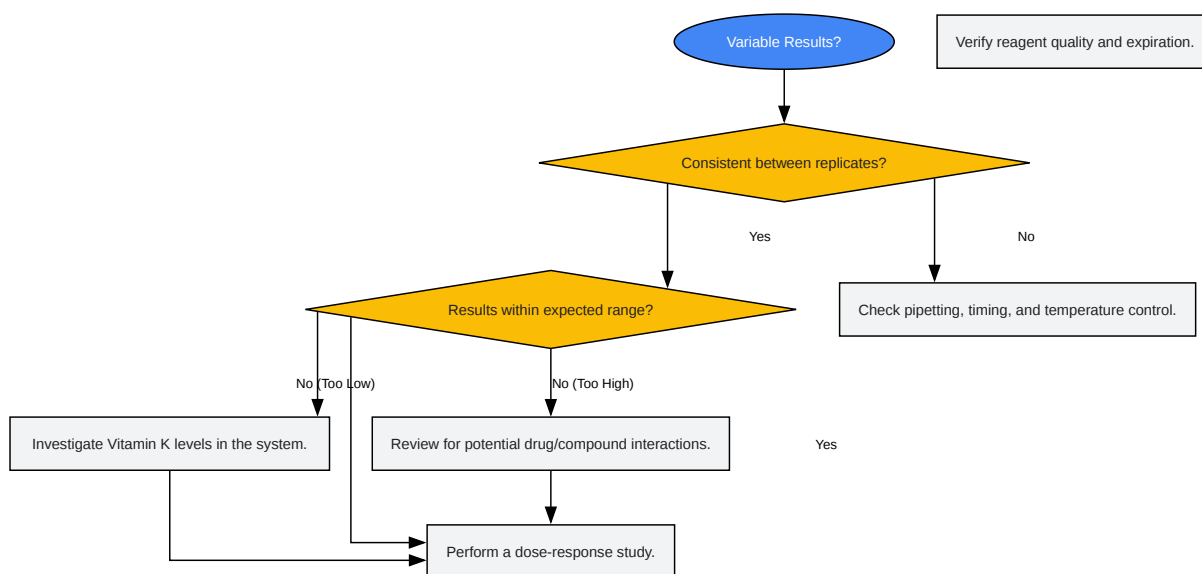 Variable Results?
Verify reagent quality and expiration.
Consistent between replicates?
Yes
No
Results within expected range?
Check pipetting, timing, and temperature control.
No (Too Low)
No (Too High)
Investigate Vitamin K levels in the system.
Review for potential drug/compound interactions.
Yes
Perform a dose-response study.